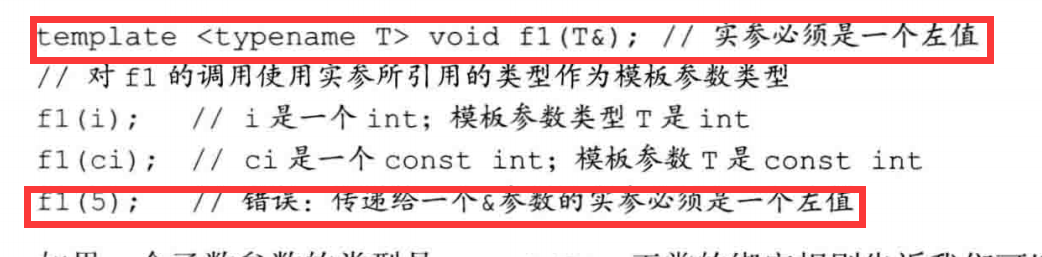 template <typename T> void f1(T&); // 实参必须是一个左值
// 对 f1 的调用使用实参所引用的类型作为模板参数类型
f1(i); // i 是一个 int; 模板参数类型 T 是 int
f1(ci); // ci 是一个 const int; 模板参数 T 是 const int
f1(5); // 错误: 传递给一个&参数的实参必须是一个左值